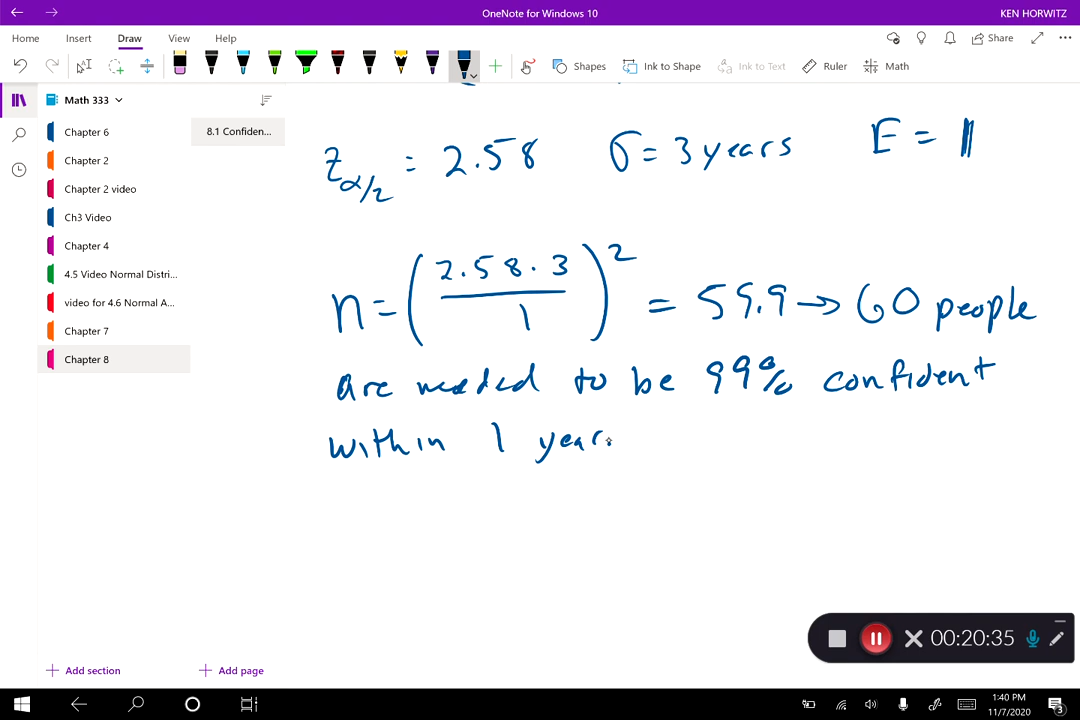 OneNote for Windows 10
KEN HORWITZ
Home Insert Draw View Help
Share
Shapes Ink to Shape Ink to Text Ruler Math
Math 333
8.1 Confiden...
Chapter 6
Chapter 2
Chapter 2 video
Ch3 Video
Chapter 4
4.5 Video Normal Distri...
video for 4.6 Normal A...
Chapter 7
Chapter 8
z α/2 = 2.58 σ = 3 years E = 1
n = (2.58 · 3 / 1)² = 59.9 → 60 people
are needed to be 99% confident
within 1 year
00:20:35
Add section Add page
1:40 PM
11/7/2020
3